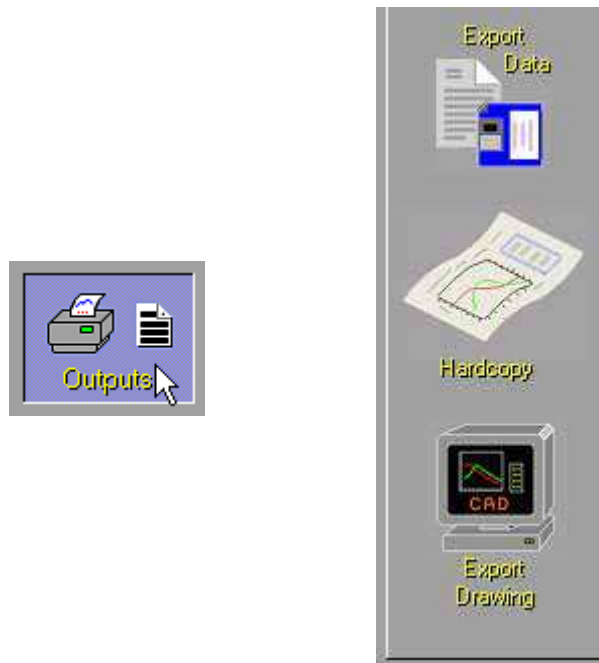 Outputs
Export
Data
Hardcopy
CAD
Export
Drawing